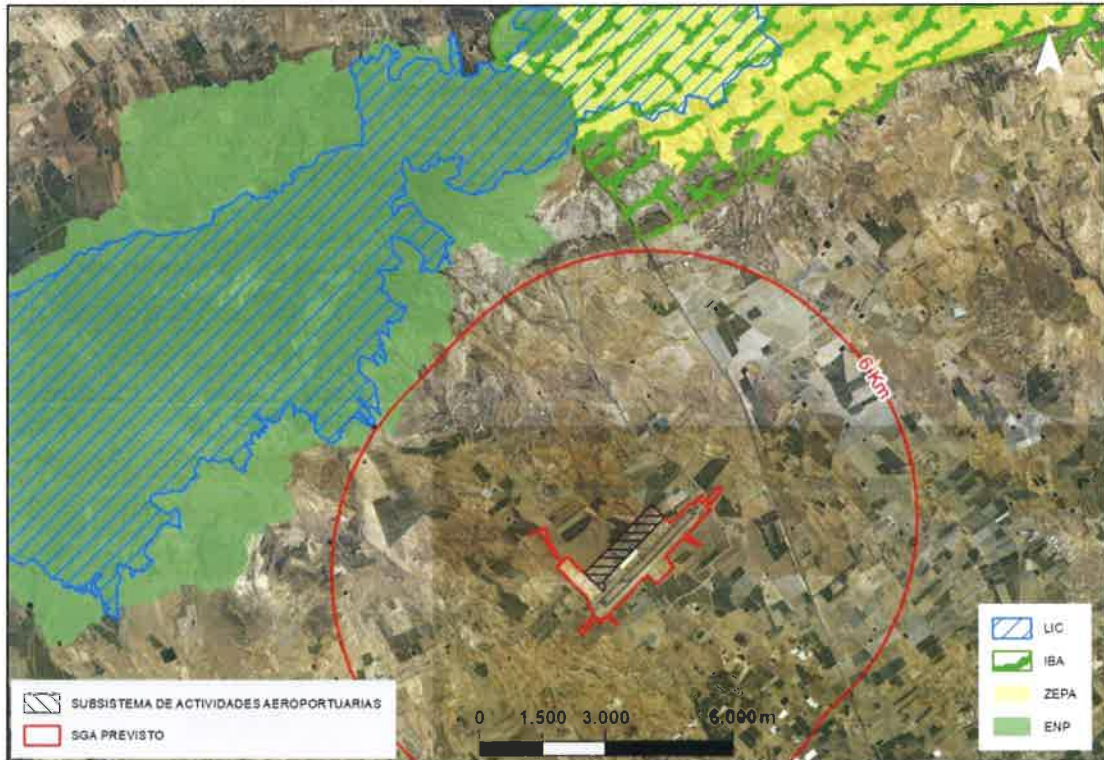 6 Km
LIC
IBA
ZEPA
ENP
SUBSISTEMA DE ACTIVIDADES AEROPORTUARIAS
SGA PREVISTO
0 1.500 3.000 6.000 m